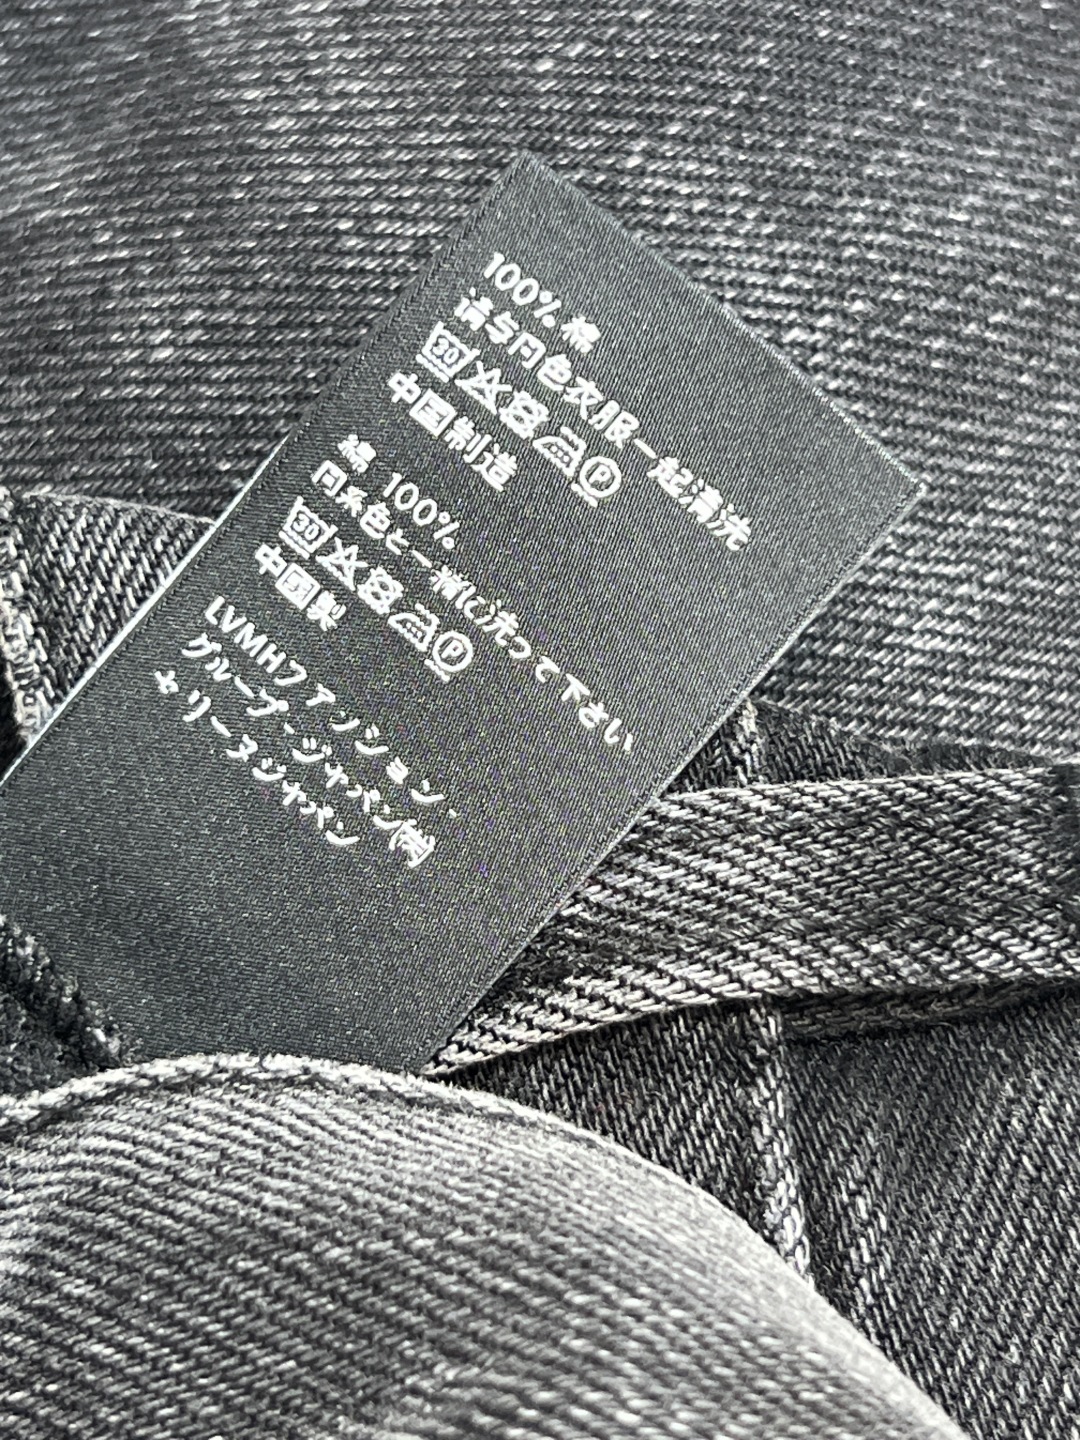 100% 棉
请与同色衣服一起清洗
30 P
中国制造
綿 100%
同系色と一緒に洗って下さい
30 P
中国製
LVMHファッション.
グループ-ジャパン(株)
セリーヌジャパン